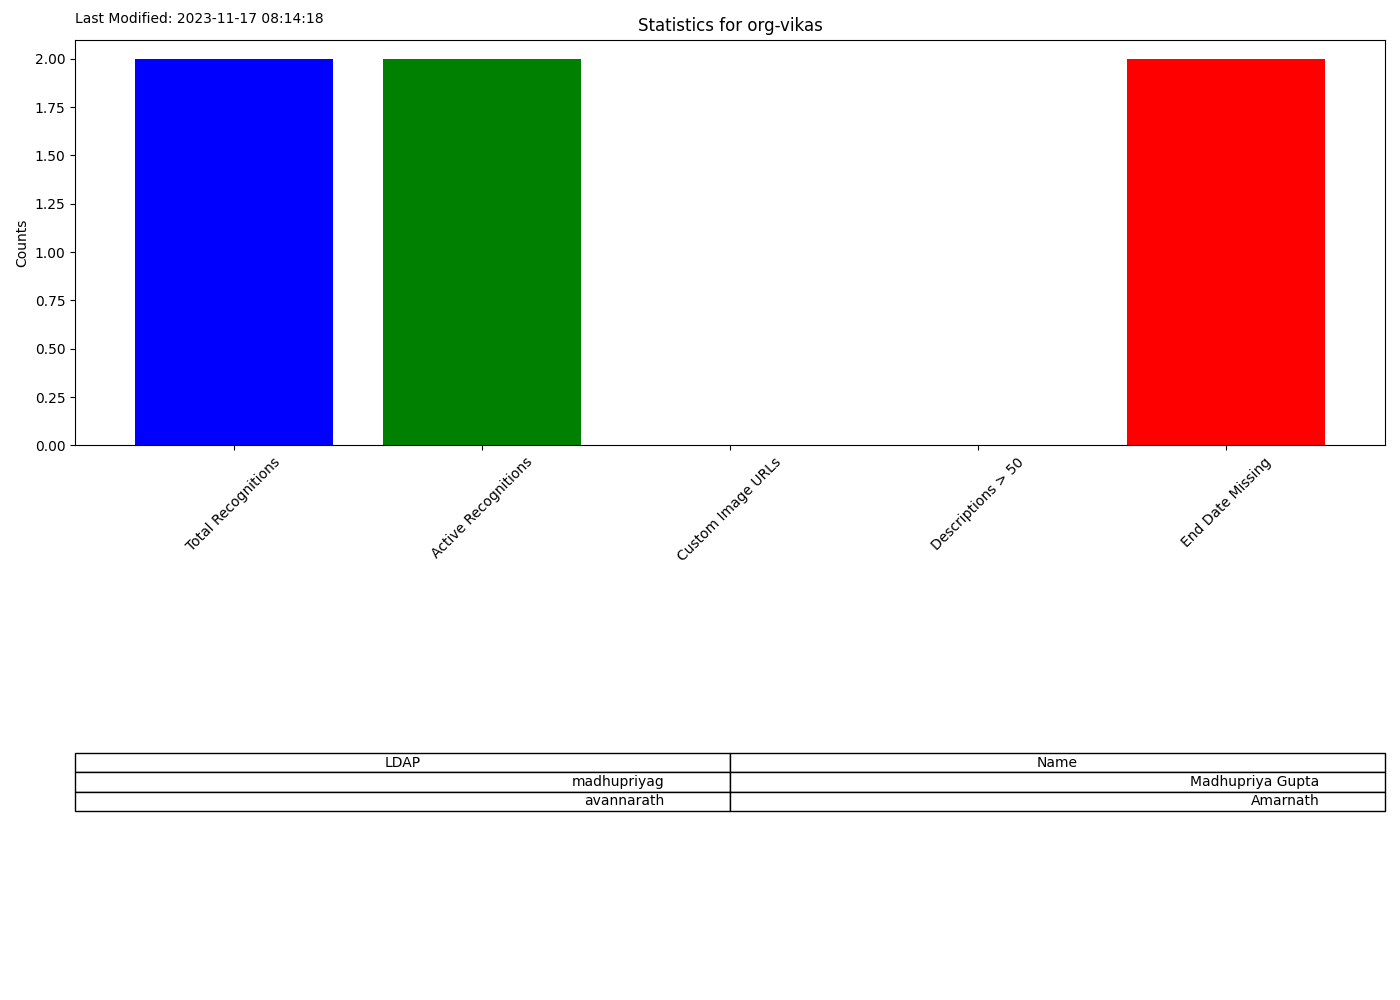 Last Modified: 2023-11-17 08:14:18
Statistics for org-vikas
Counts
2.00
1.75
1.50
1.25
1.00
0.75
0.50
0.25
0.00
Total Recognitions
Active Recognitions
Custom Image URLs
Descriptions > 50
End Date Missing
LDAP Name
madhupriyag Madhupriya Gupta
avannarath Amarnath